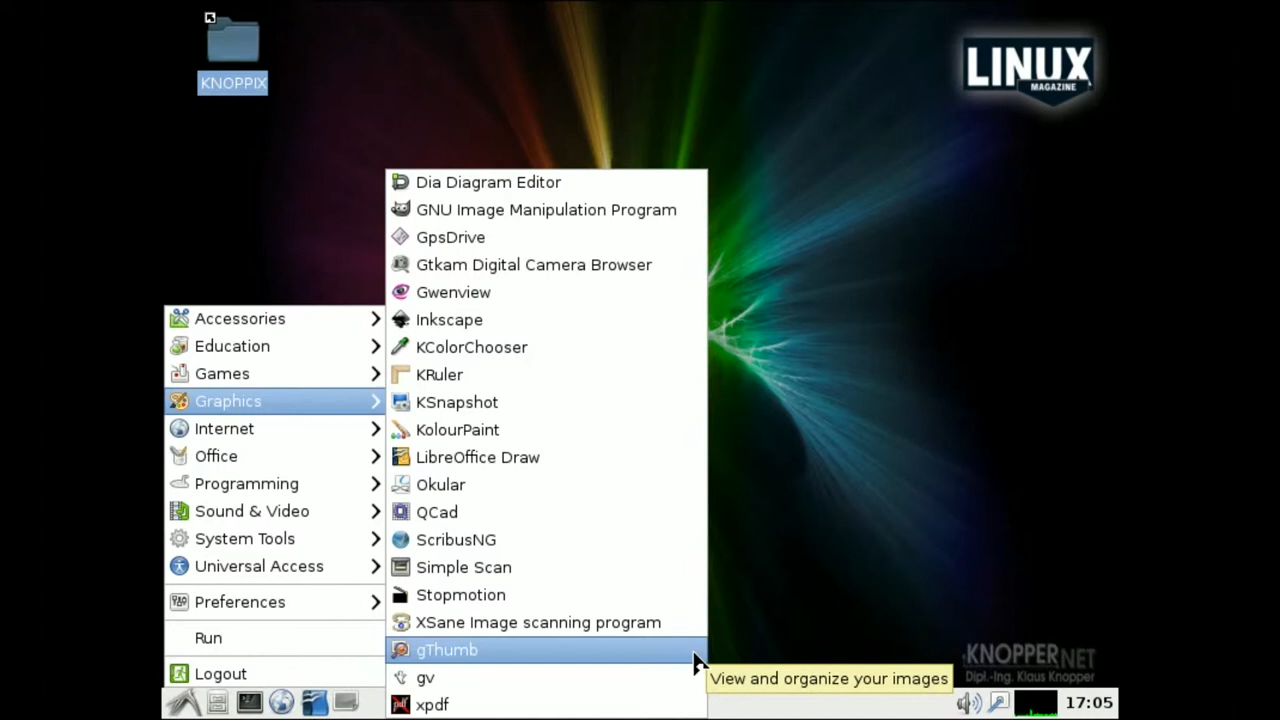 KNOPPIX
LINUX
MAGAZINE
Dia Diagram Editor
GNU Image Manipulation Program
GpsDrive
Gtkam Digital Camera Browser
Gwenview
Inkscape
KColorChooser
KRuler
KSnapshot
KolourPaint
LibreOffice Draw
Okular
QCad
ScribusNG
Simple Scan
Stopmotion
XSane Image scanning program
gThumb
gv
xpdf
Accessories
Education
Games
Graphics
Internet
Office
Programming
Sound & Video
System Tools
Universal Access
Preferences
Run
Logout
View and organize your images
KNOPPER.NET
Dipl.-Ing. Klaus Knopper
17:05